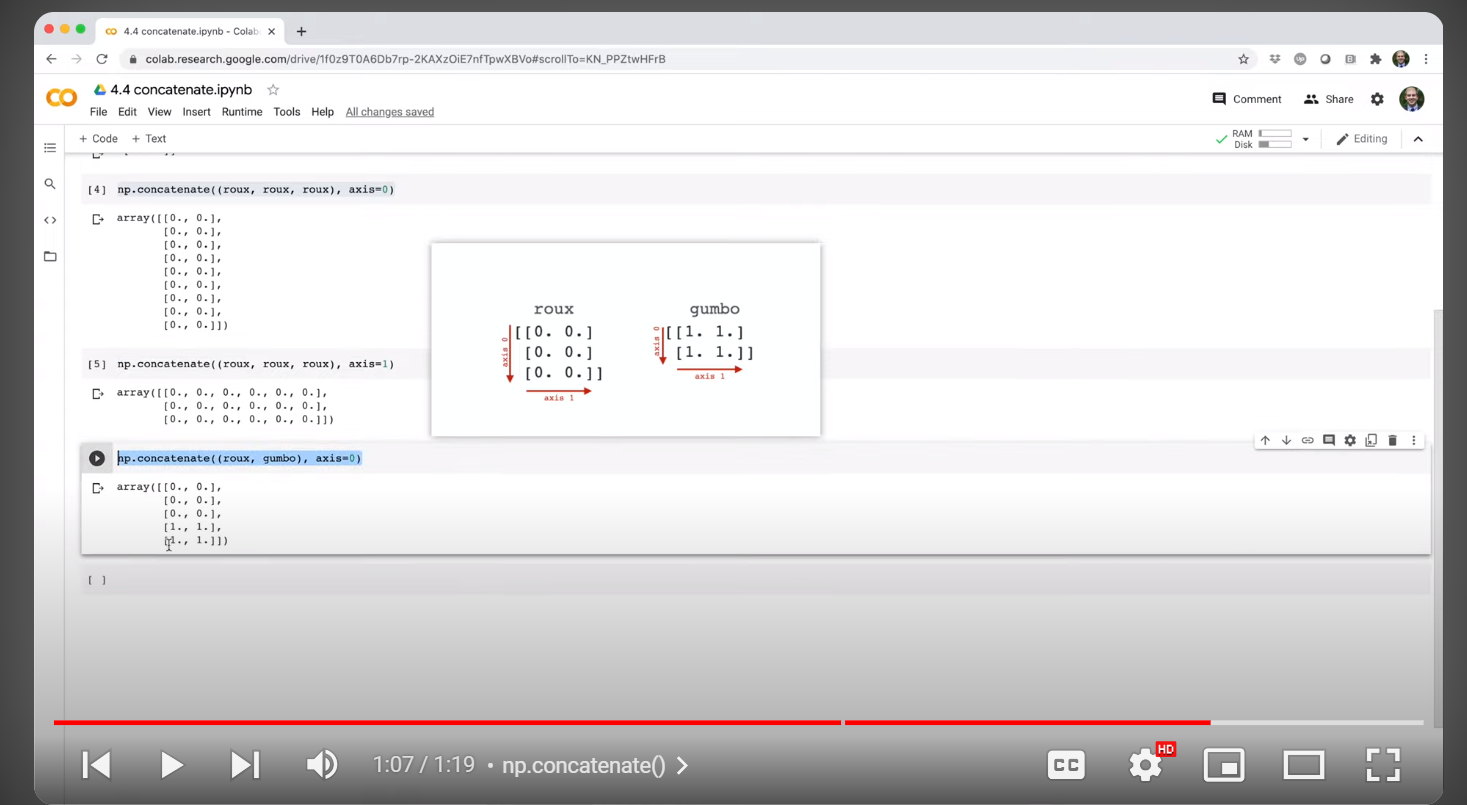 4.4 concatenate.ipynb - Colab
colab.research.google.com/drive/1f0z9T0A6Db7rp-2KAXzOiE7nfTpwXBVo#scrollTo=KN_PPZtwHFrB
4.4 concatenate.ipynb
File Edit View Insert Runtime Tools Help All changes saved
Comment Share
+ Code + Text
RAM
Disk
Editing
[4] np.concatenate((roux, roux, roux), axis=0)
array([[0., 0.],
[0., 0.],
[0., 0.],
[0., 0.],
[0., 0.],
[0., 0.],
[0., 0.],
[0., 0.],
[0., 0.]])
roux
axis 0
[[0. 0.]
[0. 0.]
[0. 0.]]
axis 1
gumbo
axis 0
[[1. 1.]
[1. 1.]]
axis 1
[5] np.concatenate((roux, roux, roux), axis=1)
array([[0., 0., 0., 0., 0., 0.],
[0., 0., 0., 0., 0., 0.],
[0., 0., 0., 0., 0., 0.]])
np.concatenate((roux, gumbo), axis=0)
array([[0., 0.],
[0., 0.],
[0., 0.],
[1., 1.],
[1., 1.]])
[ ]
1:07 / 1:19 • np.concatenate()
CC
HD